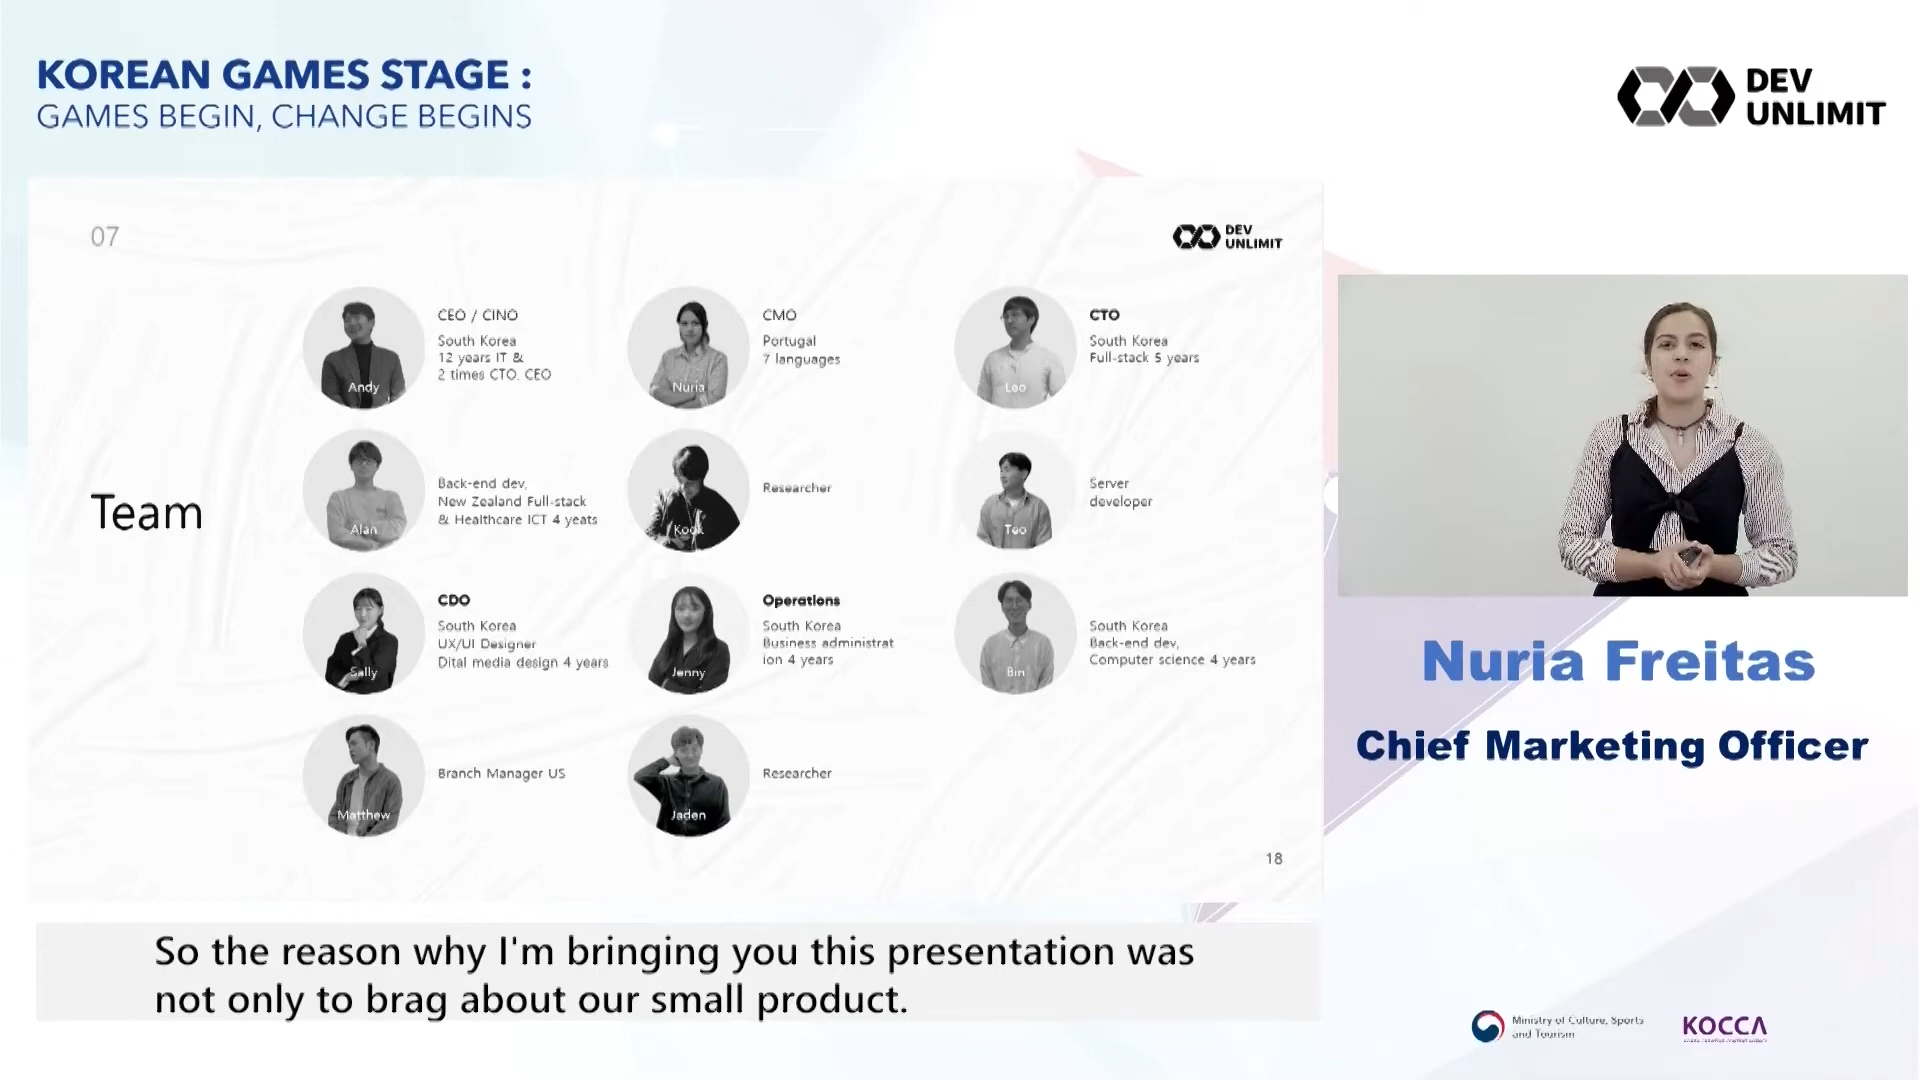 KOREAN GAMES STAGE :
GAMES BEGIN, CHANGE BEGINS
DEV
UNLIMIT
07
DEV
UNLIMIT
Team
Andy
CEO / CINO
South Korea
12 years IT &
2 times CTO. CEO
Nuria
CMO
Portugal
7 languages
Leo
CTO
South Korea
Full-stack 5 years
Alan
Back-end dev,
New Zealand Full-stack
& Healthcare ICT 4 yeats
Kook
Researcher
Teo
Server
developer
Sally
CDO
South Korea
UX/UI Designer
Dital media design 4 years
Jenny
Operations
South Korea
Business administrat
ion 4 years
Bin
South Korea
Back-end dev,
Computer science 4 years
Matthew
Branch Manager US
Jaden
Researcher
18
Nuria Freitas
Chief Marketing Officer
So the reason why I'm bringing you this presentation was
not only to brag about our small product.
Ministry of Culture, Sports
and Tourism
KOCCA